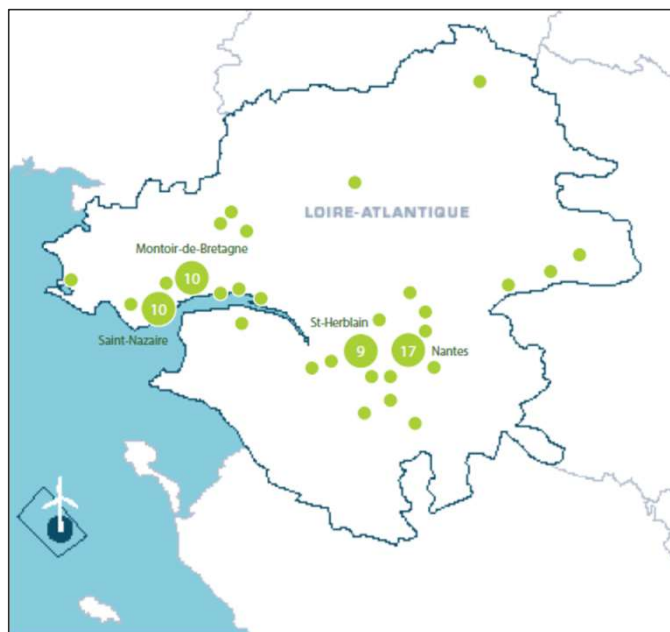 LOIRE-ATLANTIQUE
Montoir-de-Bretagne
10
10
Saint-Nazaire
St-Herblain
9
17
Nantes